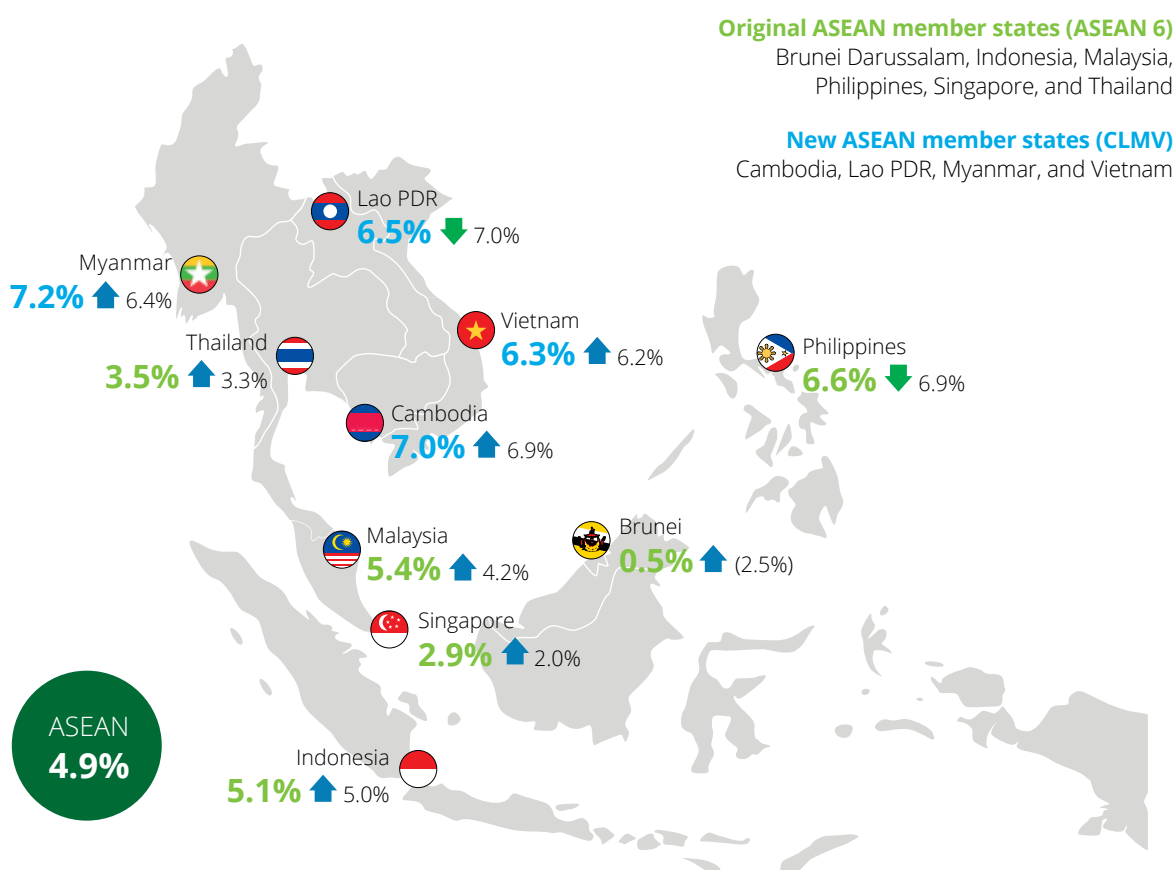 Original ASEAN member states (ASEAN 6)
Brunei Darussalam, Indonesia, Malaysia,
Philippines, Singapore, and Thailand
New ASEAN member states (CLMV)
Cambodia, Lao PDR, Myanmar, and Vietnam
Lao PDR
6.5% 7.0%
Myanmar
7.2% 6.4%
Vietnam
6.3% 6.2%
Thailand
3.5% 3.3%
Philippines
6.6% 6.9%
Cambodia
7.0% 6.9%
Malaysia
5.4% 4.2%
Brunei
0.5% (2.5%)
Singapore
2.9% 2.0%
ASEAN
4.9%
Indonesia
5.1% 5.0%